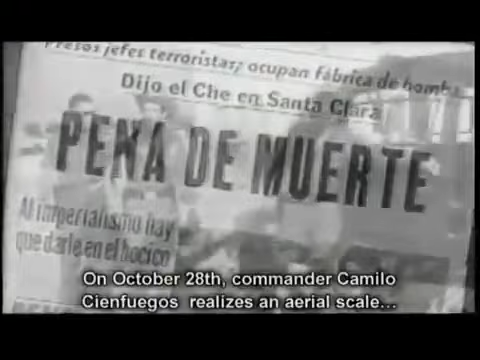 Presos jefes terroristas; ocupan fábrica de bombas
Dijo el Che en Santa Clara
PENA DE MUERTE
Al imperialismo hay
que darle en el hocico
On October 28th, commander Camilo
Cienfuegos realizes an aerial scale...